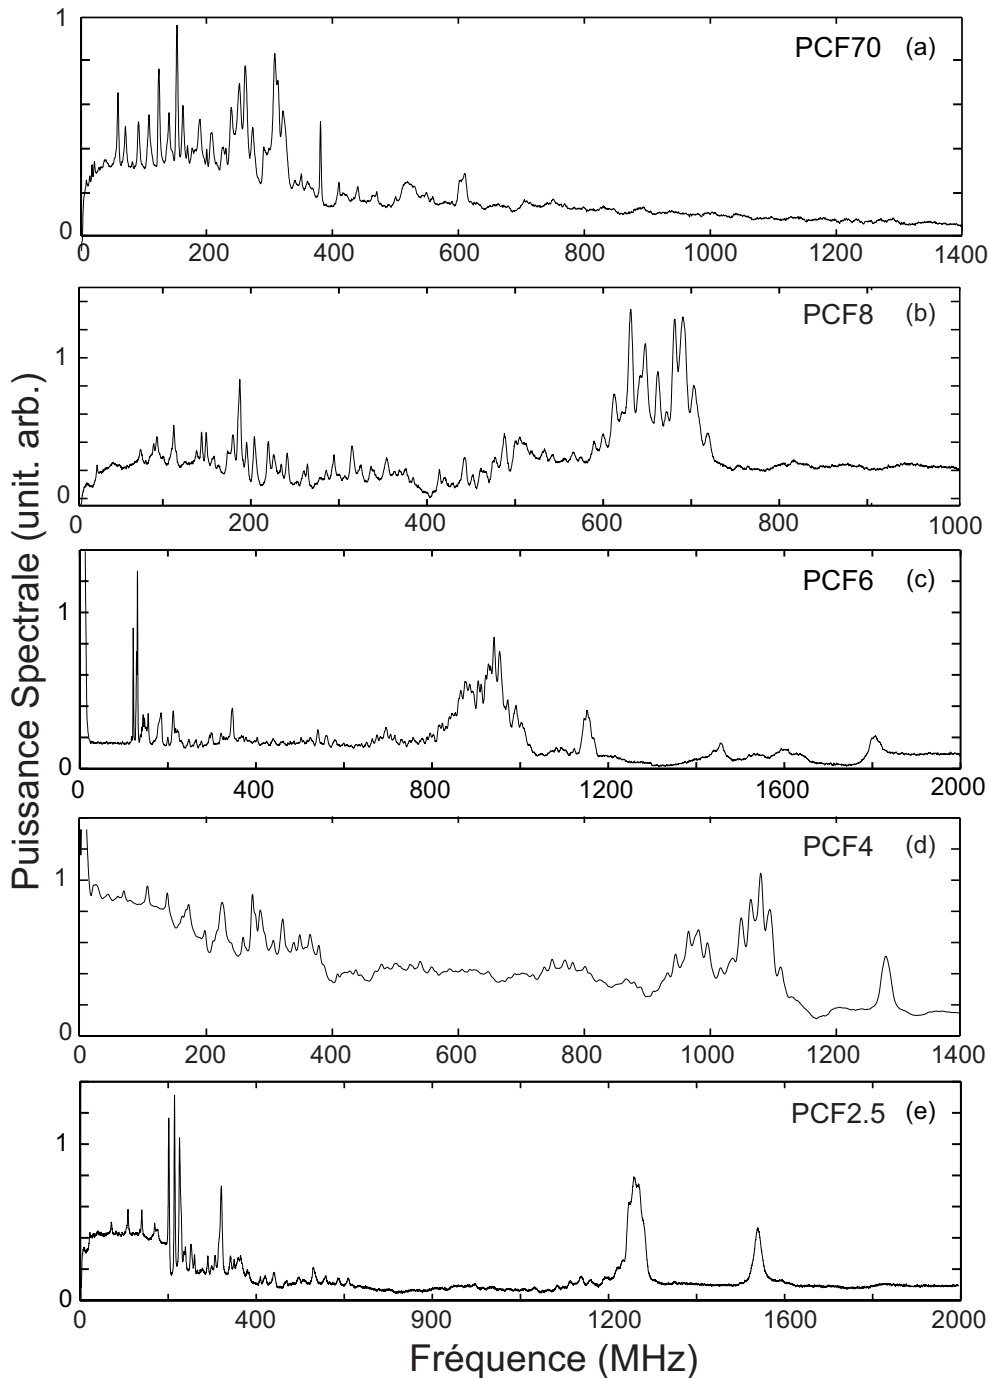 Puissance Spectrale (unit. arb.)
1
PCF70 (a)
0
0 200 400 600 800 1000 1200 1400
PCF8 (b)
1
0
0 200 400 600 800 1000
PCF6 (c)
1
0
0 400 800 1200 1600 2000
PCF4 (d)
1
0
0 200 400 600 800 1000 1200 1400
PCF2.5 (e)
1
0
0 400 800 1200 1600 2000
Fréquence (MHz)